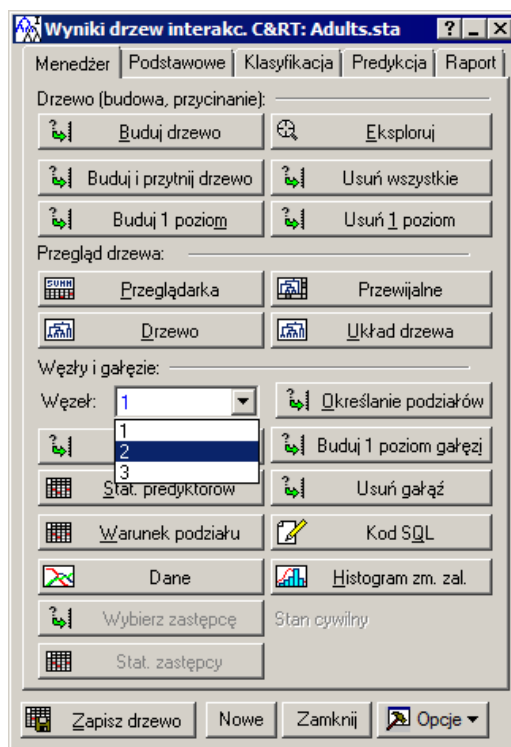 Wyniki drzew interakc. C&RT: Adults.sta
Menedżer Podstawowe Klasyfikacja Predykcja Raport
Drzewo (budowa, przycinanie):
Buduj drzewo Eksploruj
Buduj i przytnij drzewo Usuń wszystkie
Buduj 1 poziom Usuń 1 poziom
Przegląd drzewa:
Przeglądarka Przewijalne
Drzewo Układ drzewa
Węzły i gałęzie:
Węzeł: 1 Określanie podziałów
1
2 Buduj 1 poziom gałęzi
3
Stat. predyktorów Usuń gałąź
Warunek podziału Kod SQL
Dane Histogram zm. zal.
Wybierz zastępcę Stan cywilny
Stat. zastępcy
Zapisz drzewo Nowe Zamknij Opcje